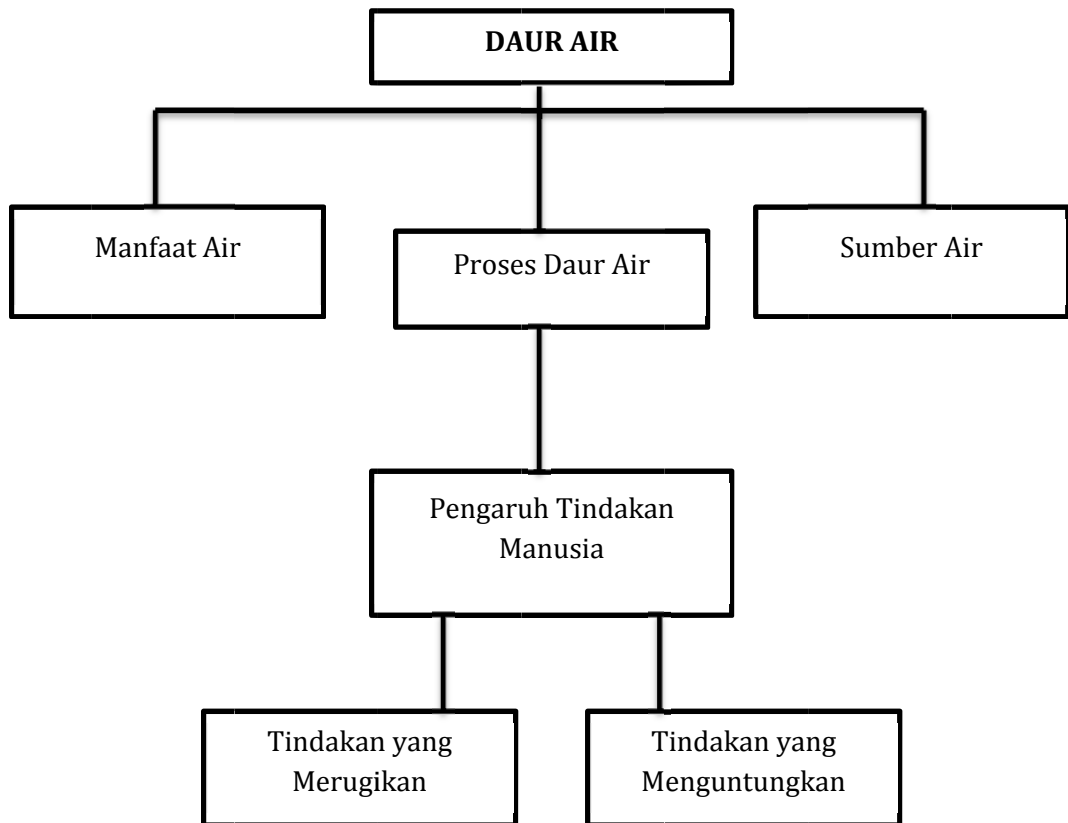 DAUR AIR
Manfaat Air
Proses Daur Air
Sumber Air
Pengaruh Tindakan
Manusia
Tindakan yang
Merugikan
Tindakan yang
Menguntungkan